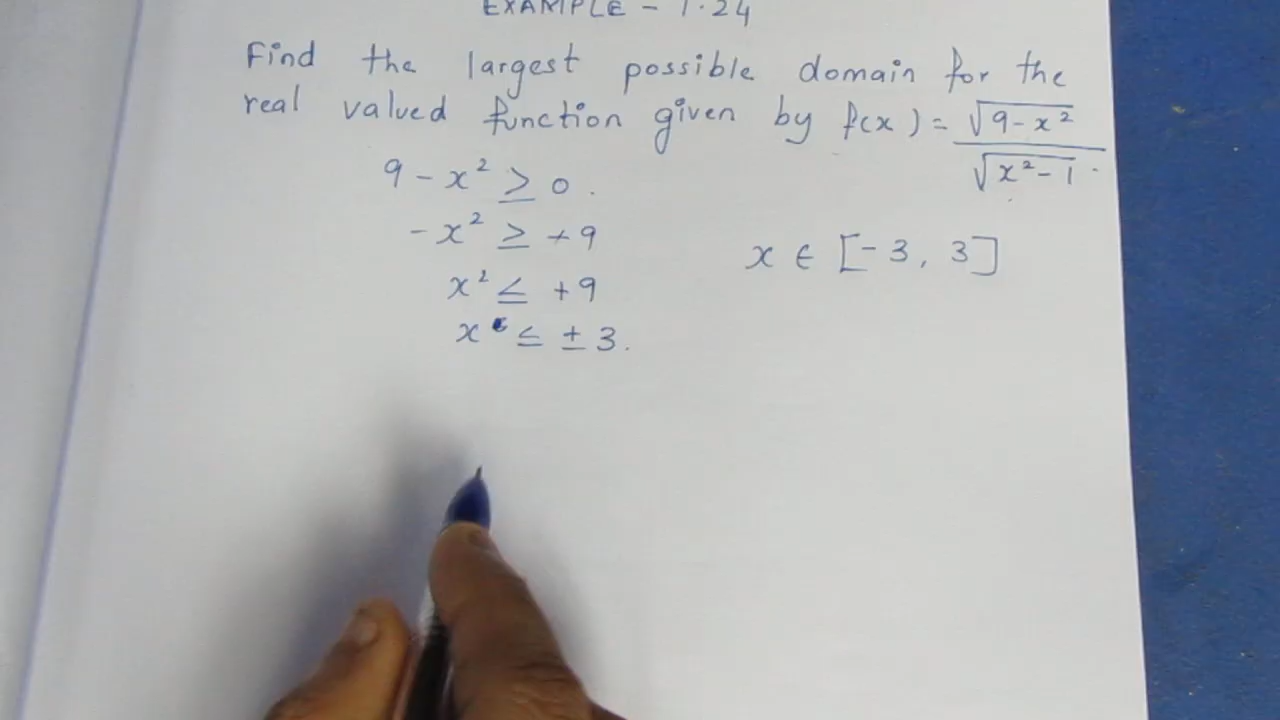 EXAMPLE - 1.24
Find the largest possible domain for the
real valued function given by f(x) = √(9-x²) / √(x²-1).
9 - x² ≥ 0.
-x² ≥ +9
x² ≤ +9
x ≤ ±3.
x ∈ [-3, 3]